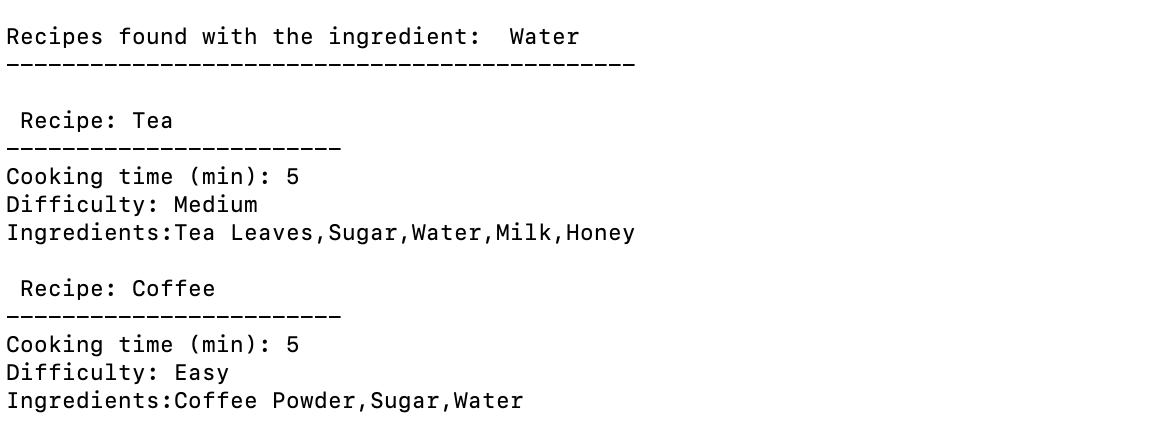 Recipes found with the ingredient:  Water
-----------------------------------------------
 Recipe: Tea
------------------------
Cooking time (min): 5
Difficulty: Medium
Ingredients:Tea Leaves,Sugar,Water,Milk,Honey
 Recipe: Coffee
------------------------
Cooking time (min): 5
Difficulty: Easy
Ingredients:Coffee Powder,Sugar,Water